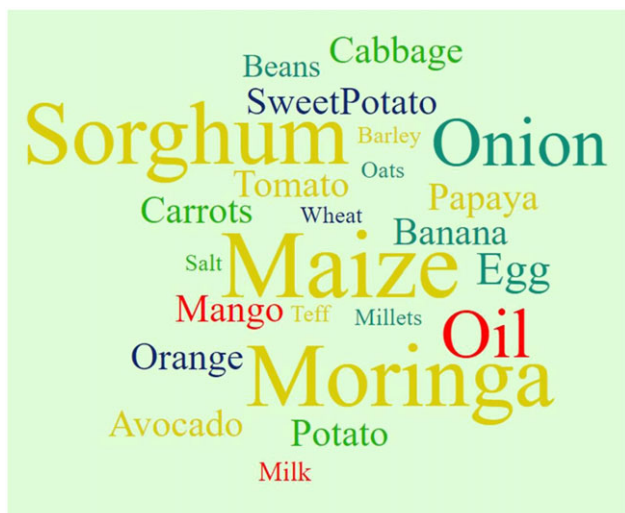 Cabbage
Beans
SweetPotato
Sorghum
Barley
Onion
Oats
Tomato
Papaya
Carrots
Wheat
Banana
Salt
Maize
Egg
Mango
Teff
Millets
Oil
Orange
Moringa
Avocado
Potato
Milk